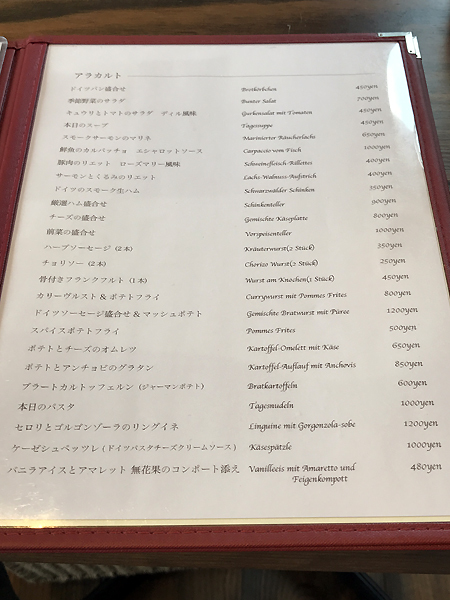 アラカルト
ドイツパン盛合せ Brotkörbchen 450yen
季節野菜のサラダ Bunter Salat 700yen
キュウリとトマトのサラダ ディル風味 Gurkensalat mit Tomaten 450yen
本日のスープ Tagessuppe 450yen
スモークサーモンのマリネ Marinierter Räucherlachs 650yen
鮮魚のカルパッチョ エシャロットソース Carpaccio vom Fisch 1000yen
豚肉のリエット ローズマリー風味 Schweinefleisch-Rillettes 400yen
サーモンとくるみのリエット Lachs-Walnuss-Aufstrich 400yen
ドイツのスモーク生ハム Schwarzwälder Schinken 350yen
厳選ハム盛合せ Schinkenteller 900yen
チーズの盛合せ Gemischte Käseplatte 800yen
前菜の盛合せ Vorspeisenteller 1000yen
ハーブソーセージ (2本) Kräuterwurst(2 Stück) 350yen
チョリソー (2本) Chorizo Wurst(2 Stück) 250yen
骨付きフランクフルト (1本) Wurst am Knochen(1 Stück) 450yen
カリーヴルスト & ポテトフライ Currywurst mit Pommes Frites 800yen
ドイツソーセージ盛合せ & マッシュポテト Gemischte Bratwurst mit Püree 1200yen
スパイスポテトフライ Pommes Frites 500yen
ポテトとチーズのオムレツ Kartoffel-Omelett mit Käse 650yen
ポテトとアンチョビのグラタン Kartoffel-Auflauf mit Anchovis 850yen
ブラートカルトッフェルン (ジャーマンポテト) Bratkartoffeln 600yen
本日のパスタ Tagesnudeln 1000yen
セロリとゴルゴンゾーラのリングイネ Linguine mit Gorgonzola-sobe 1200yen
ケーゼシュペッツレ (ドイツパスタチーズクリームソース) Käsespätzle 1000yen
バニラアイスとアマレット 無花果のコンポート添え Vanilleeis mit Amaretto und 480yen
Feigenkompott